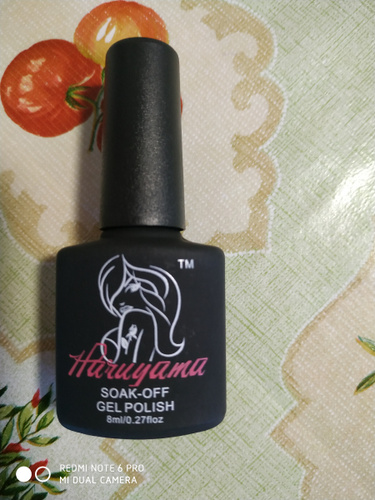 TM
Haruyama
SOAK-OFF
GEL POLISH
8ml/0.27floz
REDMI NOTE 6 PRO
MI DUAL CAMERA